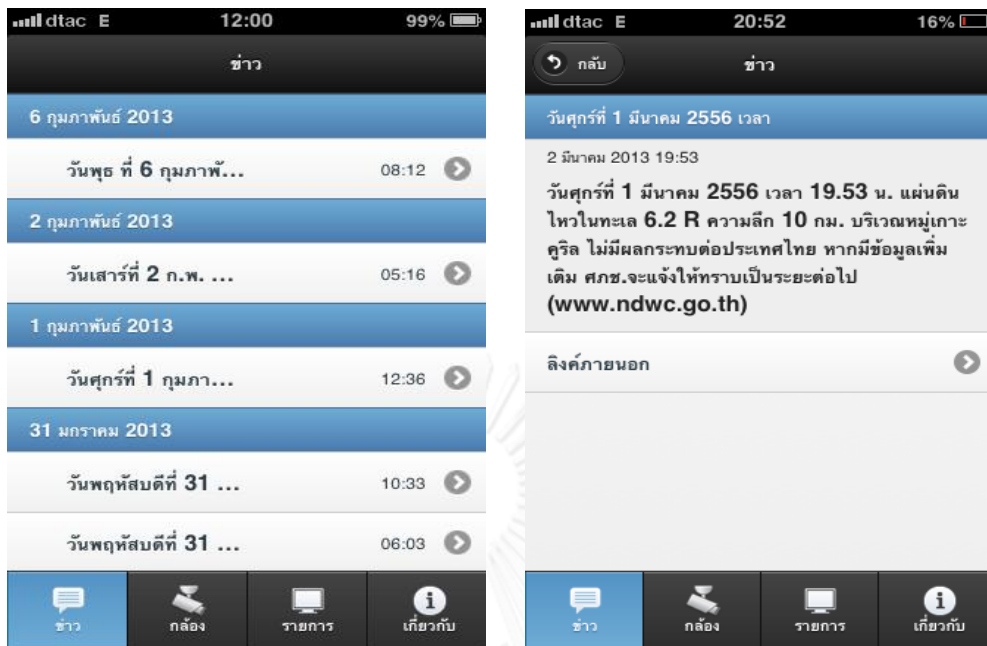 dtac E 12:00 99%
ข่าว
6 กุมภาพันธ์ 2013
วันพุธ ที่ 6 กุมภาพั... 08:12
2 กุมภาพันธ์ 2013
วันเสาร์ที่ 2 ก.พ. ... 05:16
1 กุมภาพันธ์ 2013
วันศุกร์ที่ 1 กุมภา... 12:36
31 มกราคม 2013
วันพฤหัสบดีที่ 31 ... 10:33
วันพฤหัสบดีที่ 31 ... 06:03
ข่าว กล้อง รายการ เกี่ยวกับ
dtac E 20:52 16%
กลับ ข่าว
วันศุกร์ที่ 1 มีนาคม 2556 เวลา
2 มีนาคม 2013 19:53
วันศุกร์ที่ 1 มีนาคม 2556 เวลา 19.53 น. แผ่นดิน
ไหวในทะเล 6.2 R ความลึก 10 กม. บริเวณหมู่เกาะ
คูริล ไม่มีผลกระทบต่อประเทศไทย หากมีข้อมูลเพิ่ม
เติม ศภช.จะแจ้งให้ทราบเป็นระยะต่อไป
(www.ndwc.go.th)
ลิงค์ภายนอก
ข่าว กล้อง รายการ เกี่ยวกับ